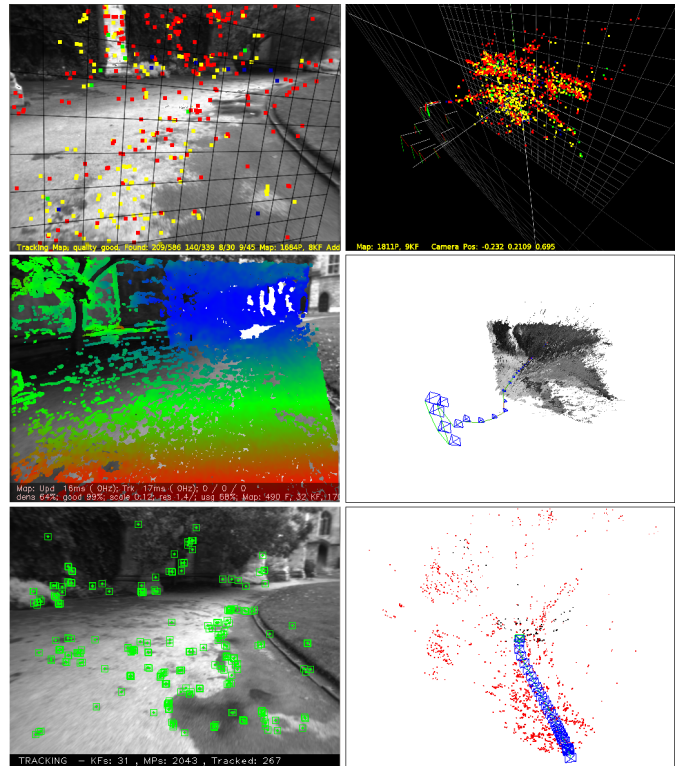 Tracking Map, quality good. Found: 209/586 140/339 8/30 9/45 Map: 1684P, 8KF Add
Map: 1811P, 9KF Camera Pos: -0.232 0.2109 0.695
Map: Upd 16ms ( 0Hz); Trk 17ms ( 0Hz); 0 / 0 / 0
dens 64%; good 99%; scale 0.12; res 1.4/; usg 68%; Map: 490 F; 32 KF;
TRACKING - KFs: 31 , MPs: 2043, Tracked: 267